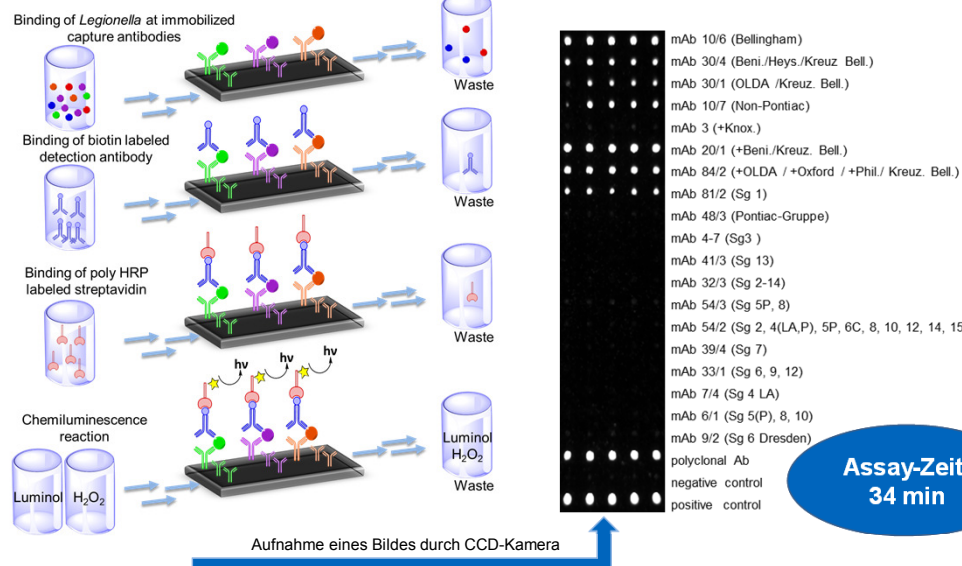 Binding of Legionella at immobilized
capture antibodies
Waste
Binding of biotin labeled
detection antibody
Waste
Binding of poly HRP
labeled streptavidin
Waste
hν
hν
hν
Chemiluminescence
reaction
Luminol
H2O2
Luminol
H2O2
Waste
mAb 10/6 (Bellingham)
mAb 30/4 (Beni./Heys./Kreuz Bell.)
mAb 30/1 (OLDA /Kreuz. Bell.)
mAb 10/7 (Non-Pontiac)
mAb 3 (+Knox.)
mAb 20/1 (+Beni./Kreuz. Bell.)
mAb 84/2 (+OLDA / +Oxford / +Phil./ Kreuz. Bell.)
mAb 81/2 (Sg 1)
mAb 48/3 (Pontiac-Gruppe)
mAb 4-7 (Sg3 )
mAb 41/3 (Sg 13)
mAb 32/3 (Sg 2-14)
mAb 54/3 (Sg 5P, 8)
mAb 54/2 (Sg 2, 4(LA,P), 5P, 6C, 8, 10, 12, 14, 15
mAb 39/4 (Sg 7)
mAb 33/1 (Sg 6, 9, 12)
mAb 7/4 (Sg 4 LA)
mAb 6/1 (Sg 5(P), 8, 10)
mAb 9/2 (Sg 6 Dresden)
polyclonal Ab
negative control
positive control
Assay-Zeit
34 min
Aufnahme eines Bildes durch CCD-Kamera